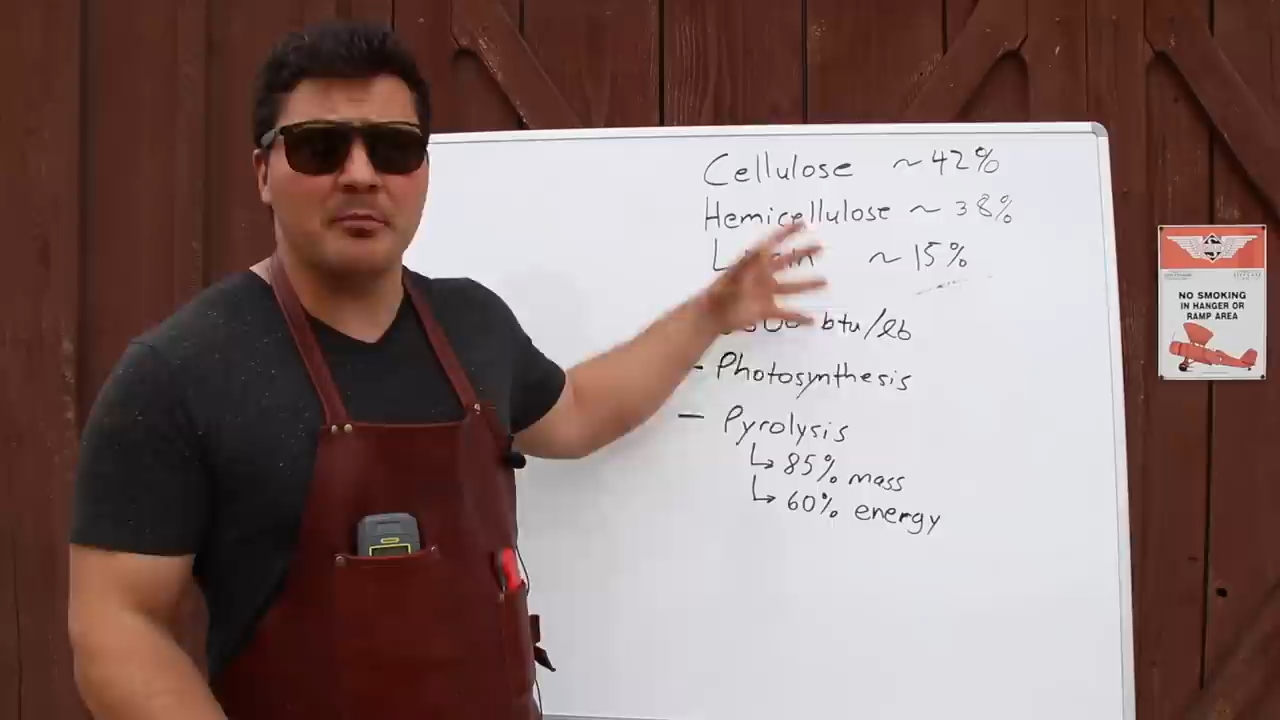 Cellulose ~42%
Hemicellulose ~38%
~15%
btu/lb
- Photosynthesis
- Pyrolysis
↳ 85% mass
↳ 60% energy
NO SMOKING
IN HANGER OR
RAMP AREA